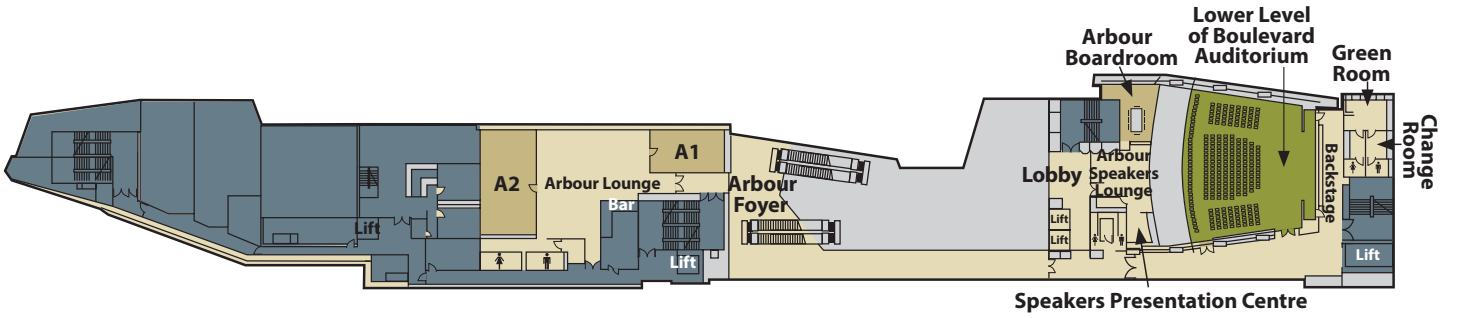 Lower Level
of Boulevard
Auditorium
Arbour
Boardroom
Green
Room
Change
Room
A1
A2
Arbour Lounge
Bar
Arbour
Foyer
Lobby
Arbour
Speakers
Lounge
Backstage
Lift
Lift
Lift
Lift
Lift
Speakers Presentation Centre